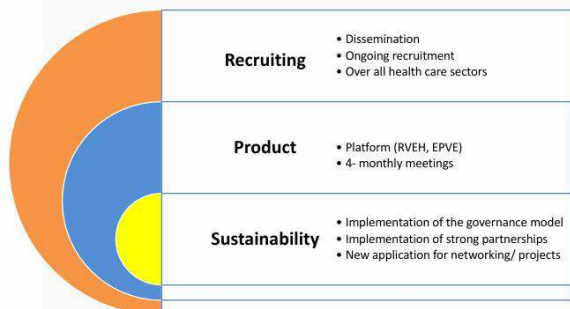 Recruiting
• Dissemination
• Ongoing recruitment
• Over all health care sectors
Product
• Platform (RVEH, EPVE)
• 4- monthly meetings
Sustainability
• Implementation of the governance model
• Implementation of strong partnerships
• New application for networking/ projects